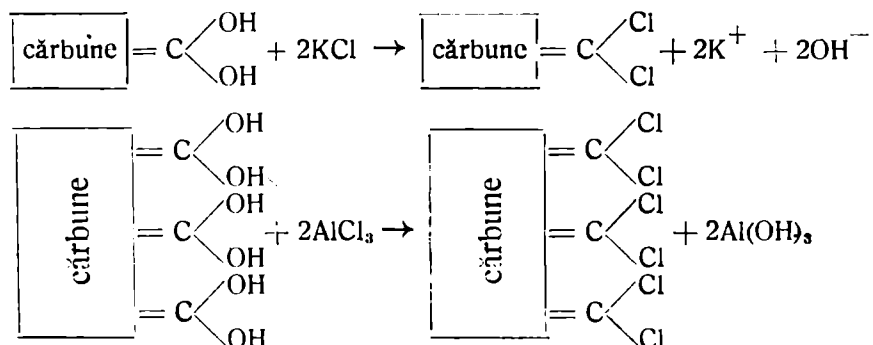 cărbune = C OH OH + 2KCl → cărbune = C Cl Cl + 2K⁺ + 2OH⁻
cărbune = C OH OH = C OH OH = C OH OH + 2AlCl₃ → cărbune = C Cl Cl = C Cl Cl = C Cl Cl + 2Al(OH)₃